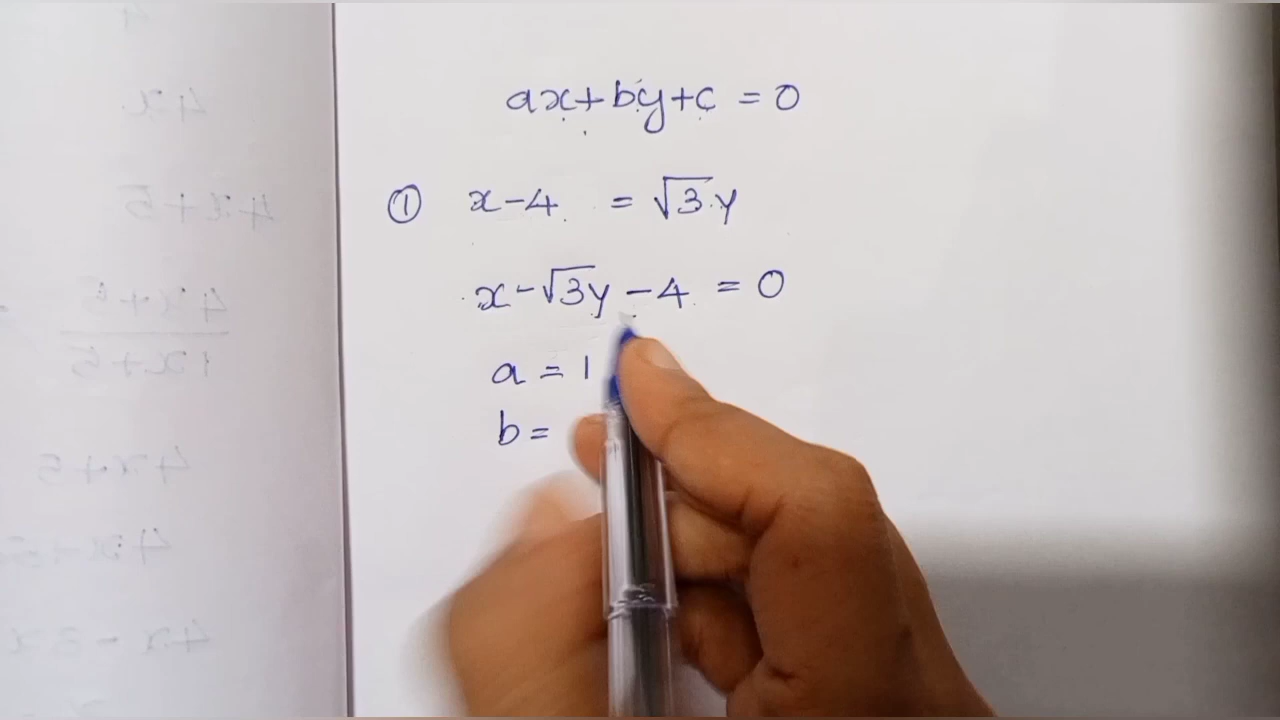 ax+by+c = 0
① x-4 = √3y
x-√3y-4 = 0
a = 1
b =